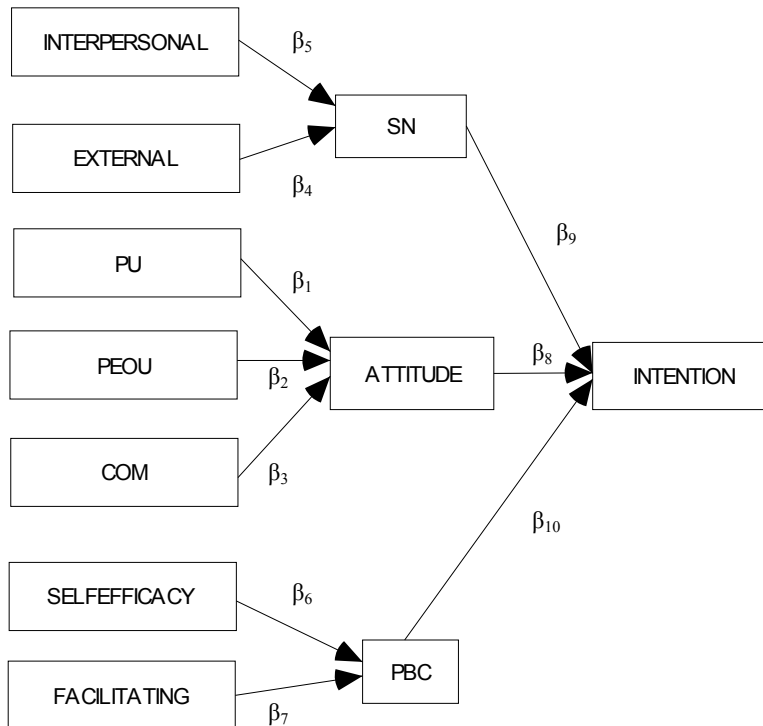 INTERPERSONAL
β5
SN
EXTERNAL
β4
β9
PU
β1
PEOU
β2
ATTITUDE
β8
INTENTION
COM
β3
β10
SELFEFFICACY
β6
PBC
FACILITATING
β7